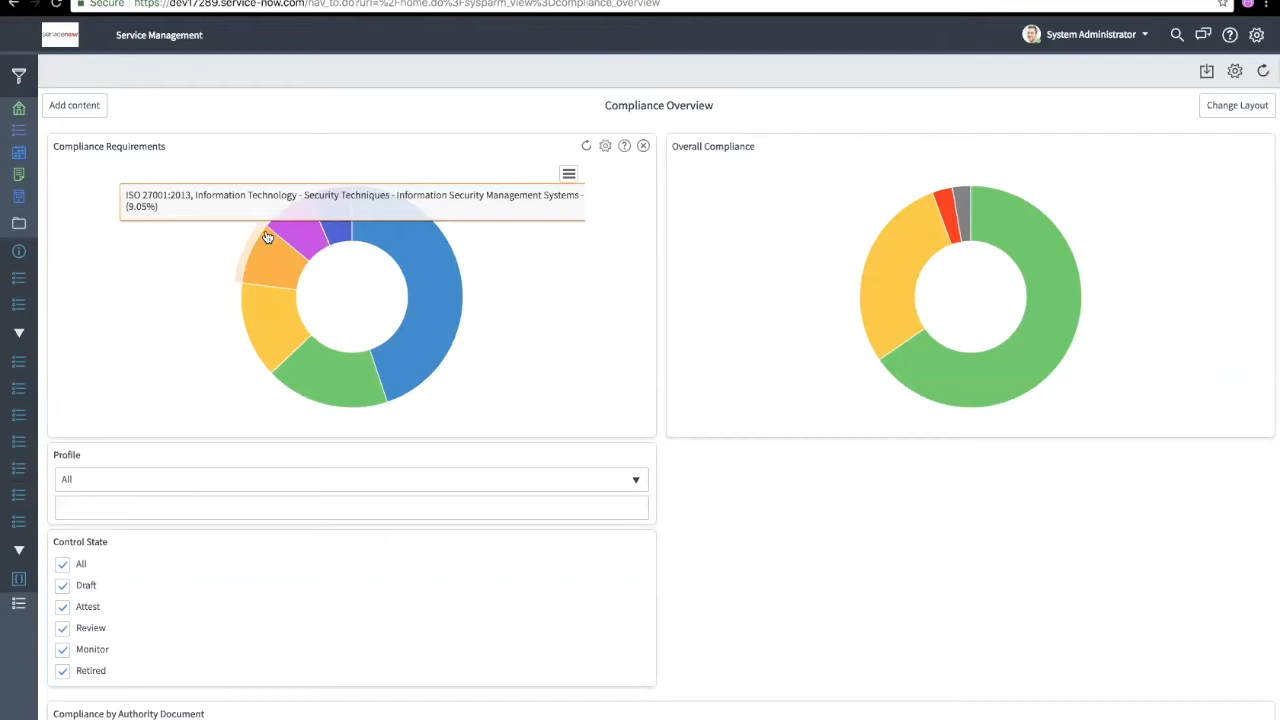 Secure https://dev17289.service-now.com/nav_to.do?uri=%2Fhome.do%3Fsysparm_view%3Dcompliance_overview
servicenow Service Management System Administrator
Add content Compliance Overview Change Layout
Compliance Requirements
ISO 27001:2013, Information Technology - Security Techniques - Information Security Management Systems -
(9.05%)
Overall Compliance
Profile
All
Control State
All
Draft
Attest
Review
Monitor
Retired
Compliance by Authority Document